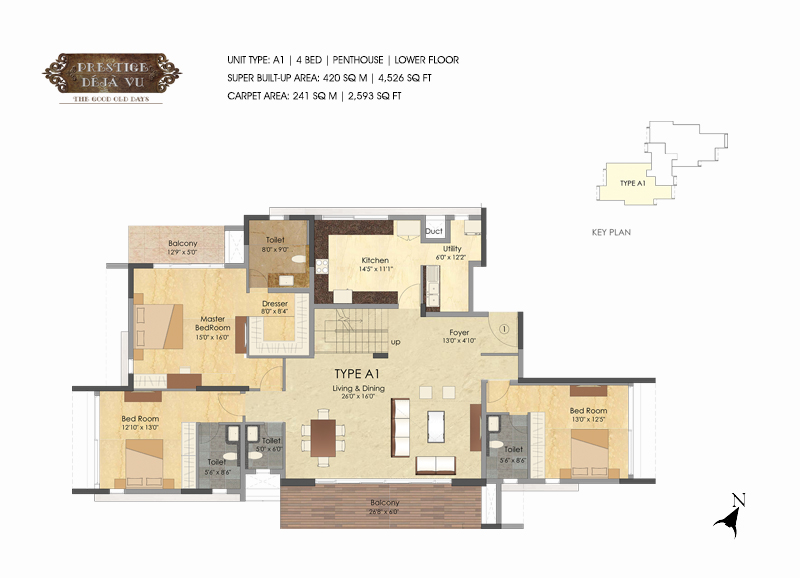 PRESTIGE
DÉJÀ VU
THE GOOD OLD DAYS
UNIT TYPE: A1 | 4 BED | PENTHOUSE | LOWER FLOOR
SUPER BUILT-UP AREA: 420 SQ M | 4,526 SQ FT
CARPET AREA: 241 SQ M | 2,593 SQ FT
TYPE A1
KEY PLAN
Balcony
12'9" x 5'0"
Toilet
8'0" x 9'0"
Kitchen
14'5" x 11'1"
Duct
Utility
6'0" x 12'2"
Master
BedRoom
15'0" x 16'0"
Dresser
8'0" x 8'4"
up
Foyer
13'0" x 4'10"
1
TYPE A1
Living & Dining
26'0" x 16'0"
Bed Room
12'10" x 13'0"
Toilet
5'6" x 8'6"
Toilet
5'0" x 6'0"
Toilet
5'6" x 8'6"
Bed Room
13'0" x 12'5"
Balcony
26'8" x 6'0"
N